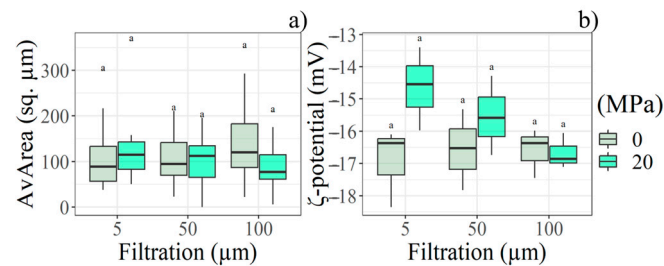 a)
AvArea (sq. μm)
300
200
100
0
a
a
a
a
a
a
5
50
100
Filtration (μm)
b)
ζ-potential (mV)
−13
−14
−15
−16
−17
−18
a
a
a
a
a
a
5
50
100
Filtration (μm)
(MPa)
0
20